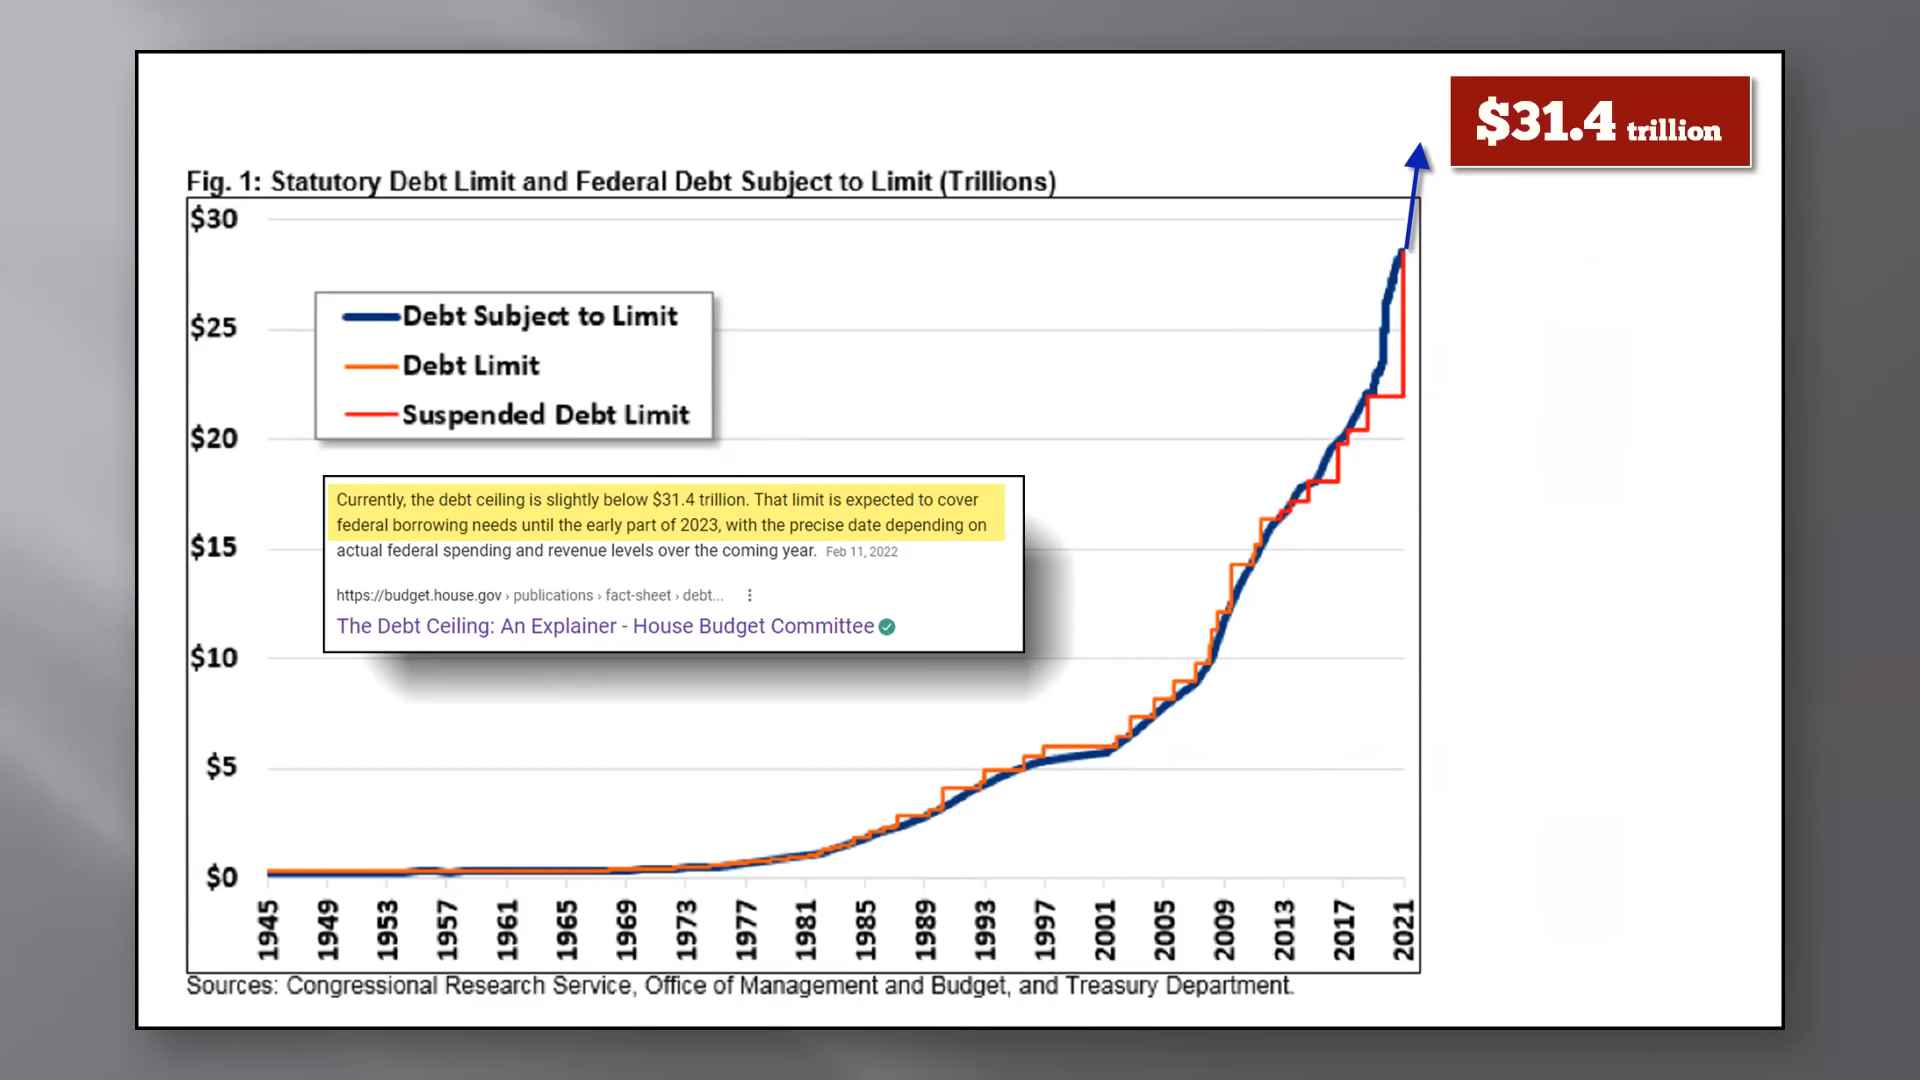 $31.4 trillion
Fig. 1: Statutory Debt Limit and Federal Debt Subject to Limit (Trillions)
$30
$25
$20
$15
$10
$5
$0
Debt Subject to Limit
Debt Limit
Suspended Debt Limit
Currently, the debt ceiling is slightly below $31.4 trillion. That limit is expected to cover
federal borrowing needs until the early part of 2023, with the precise date depending on
actual federal spending and revenue levels over the coming year. Feb 11, 2022
https://budget.house.gov › publications › fact-sheet › debt...
The Debt Ceiling: An Explainer - House Budget Committee
1945
1949
1953
1957
1961
1965
1969
1973
1977
1981
1985
1989
1993
1997
2001
2005
2009
2013
2017
2021
Sources: Congressional Research Service, Office of Management and Budget, and Treasury Department.